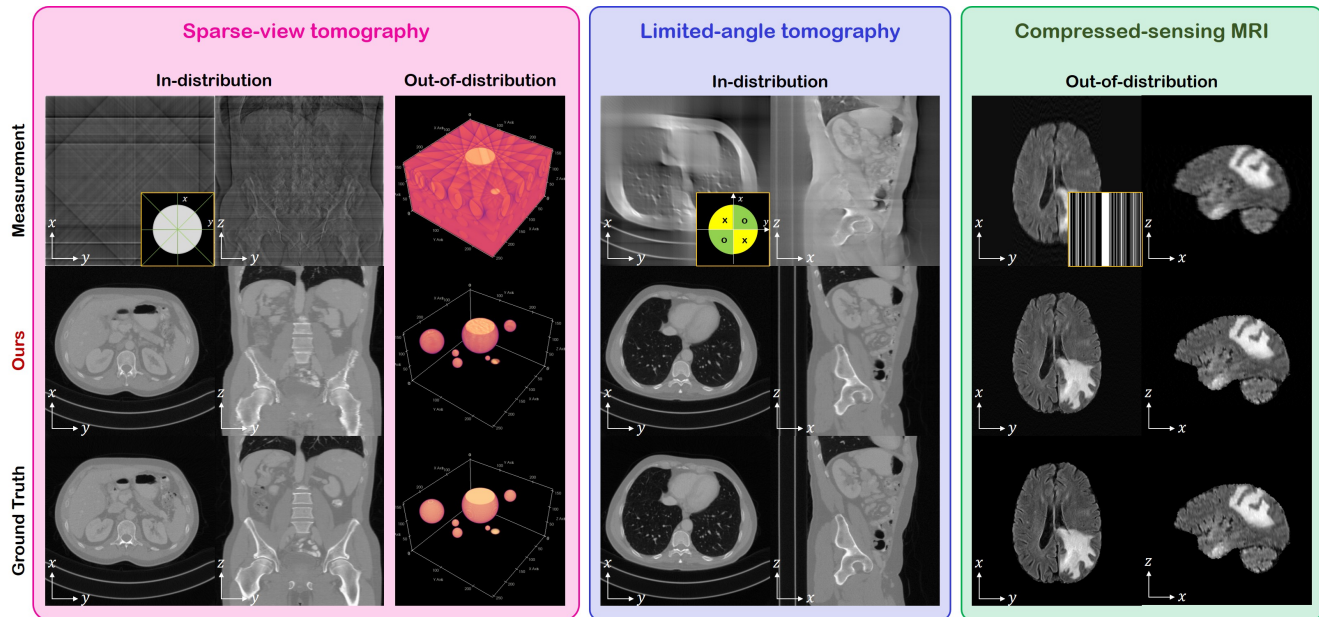 Sparse-view tomography
Limited-angle tomography
Compressed-sensing MRI
In-distribution
Out-of-distribution
In-distribution
Out-of-distribution
Measurement
x
y
x
y
z
y
x
y
x
y
x o
o x
z
x
x
y
z
x
Ours
x
y
z
y
x
y
z
x
x
y
z
x
Ground Truth
x
y
z
y
x
y
z
x
x
y
z
x